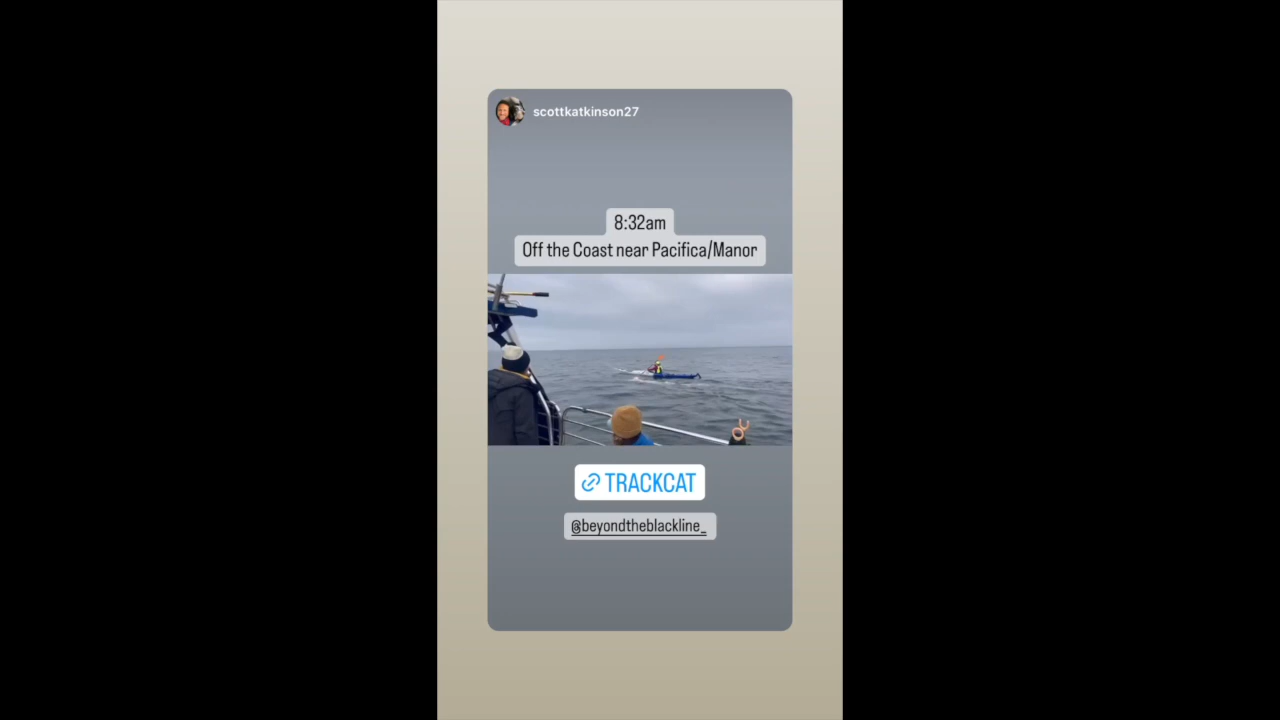 scottkatkinson27
8:32am
Off the Coast near Pacifica/Manor
TRACKCAT
@beyondtheblackline_